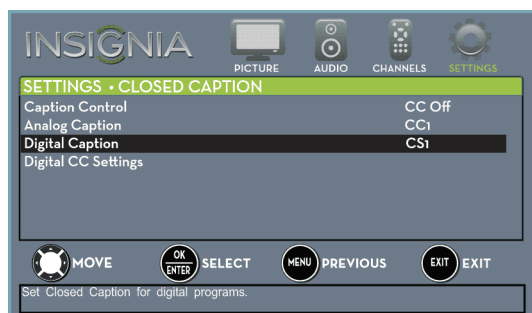 INSIGNIA
PICTURE AUDIO CHANNELS SETTINGS
SETTINGS • CLOSED CAPTION
Caption Control CC Off
Analog Caption CC1
Digital Caption CS1
Digital CC Settings
MOVE OK ENTER SELECT MENU PREVIOUS EXIT EXIT
Set Closed Caption for digital programs.